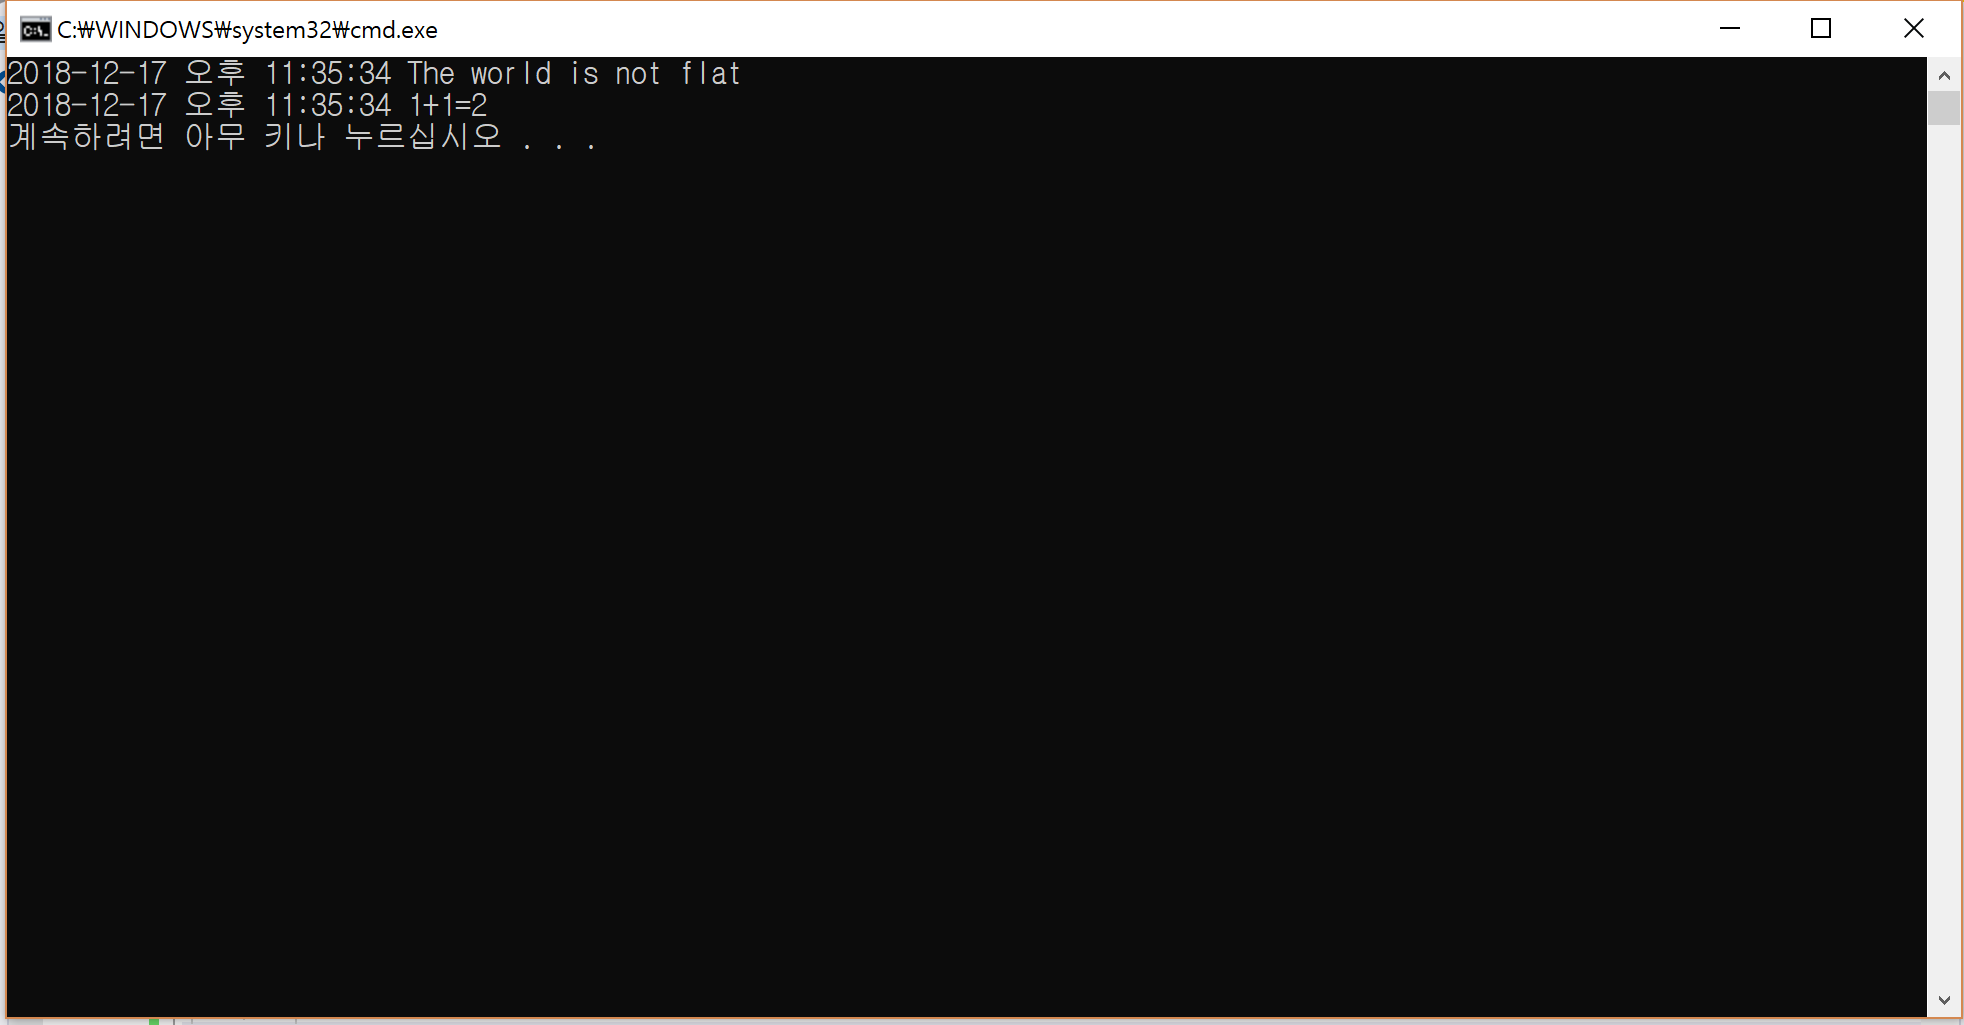 C:₩WINDOWS₩system32₩cmd.exe
2018-12-17 오후 11:35:34 The world is not flat
2018-12-17 오후 11:35:34 1+1=2
계속하려면 아무 키나 누르십시오 . . .